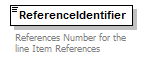 ReferenceIdentifier
References Number for the
line Item References